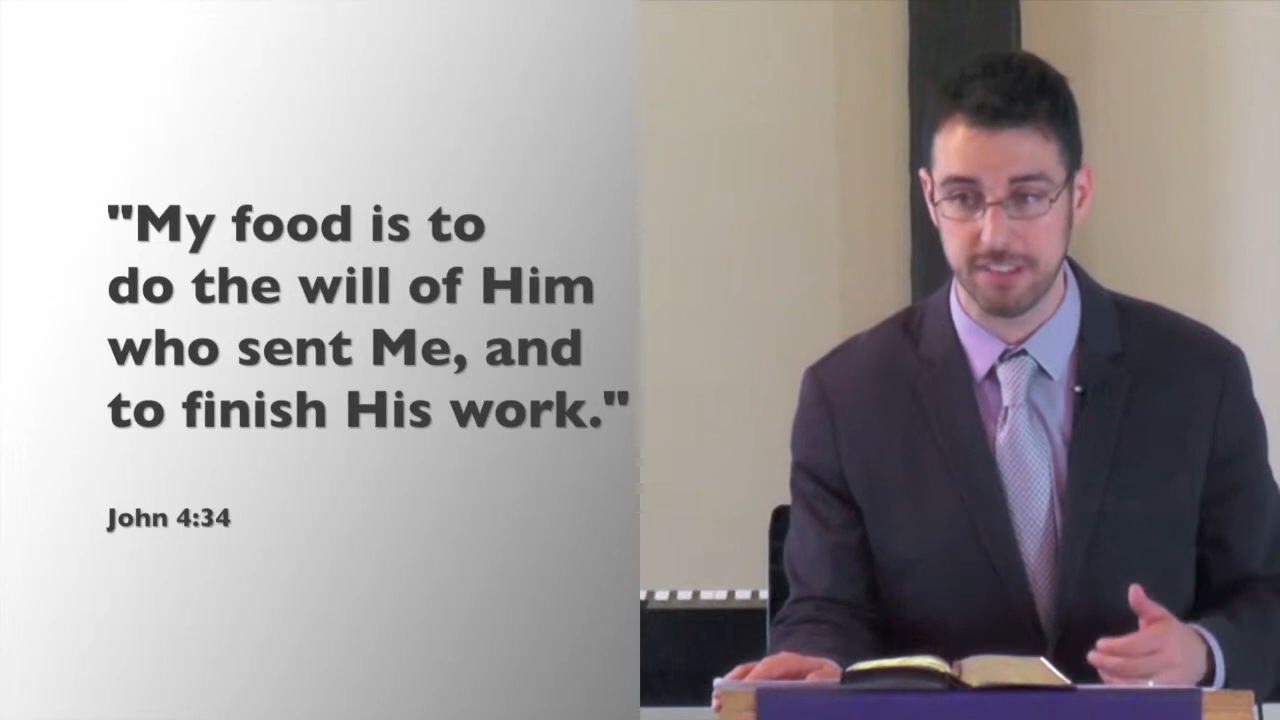 "My food is to
do the will of Him
who sent Me, and
to finish His work."
John 4:34